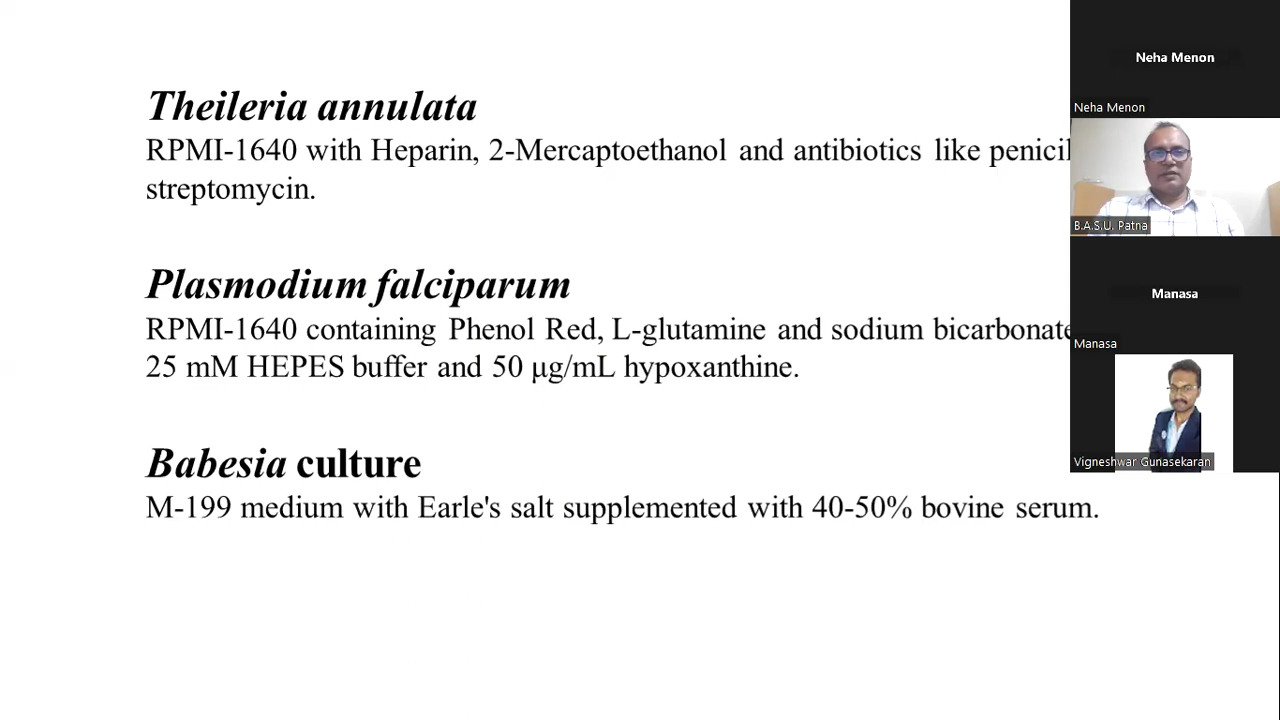 Theileria annulata
RPMI-1640 with Heparin, 2-Mercaptoethanol and antibiotics like
streptomycin.
Plasmodium falciparum
RPMI-1640 containing Phenol Red, L-glutamine and sodium bicarbonate
25 mM HEPES buffer and 50 μg/mL hypoxanthine.
Babesia culture
M-199 medium with Earle's salt supplemented with 40-50% bovine serum.
Neha Menon
Neha Menon
B.A.S.U. Patna
Manasa
Manasa
Vigneshwar Gunasekaran